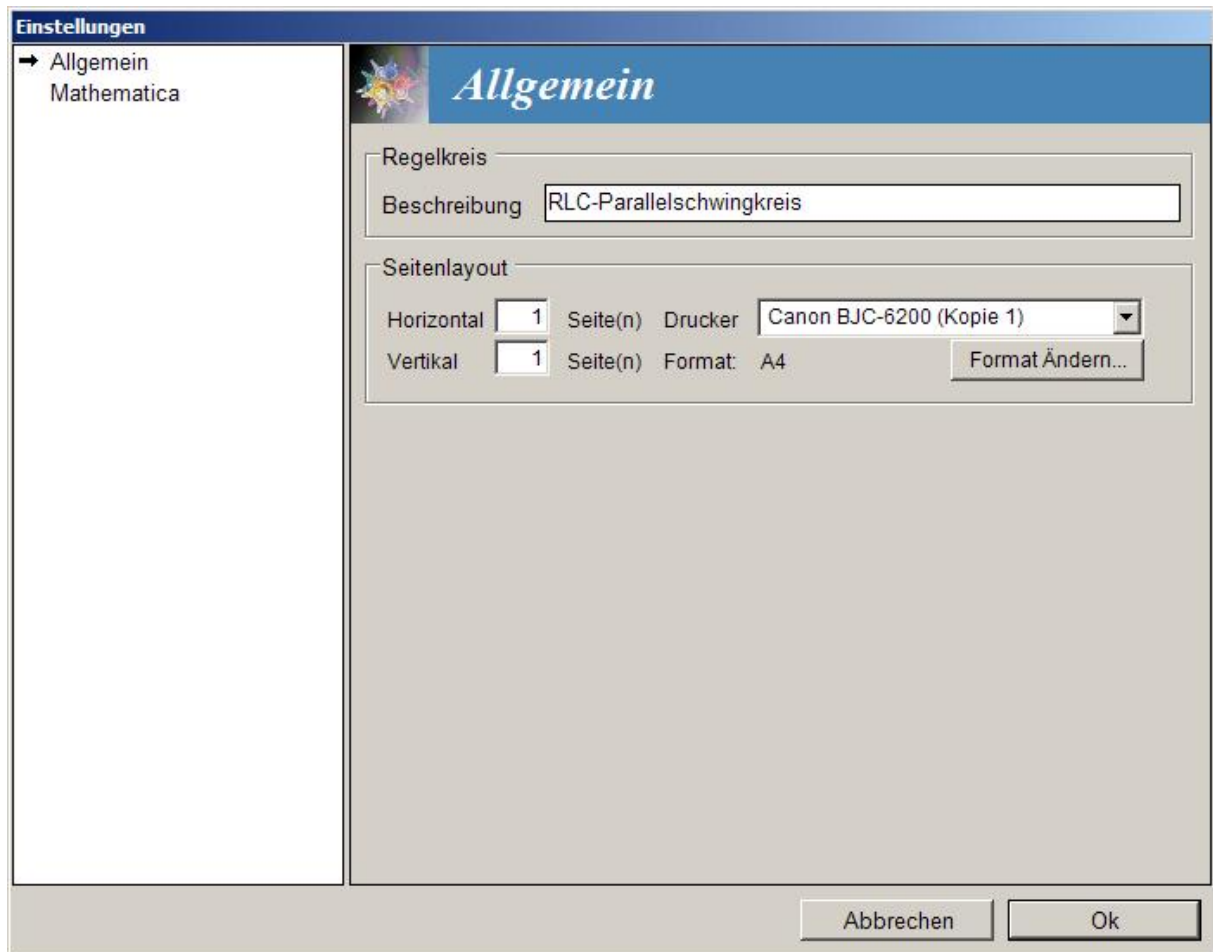 Einstellungen
Allgemein
Mathematica
Allgemein
Regelkreis
Beschreibung RLC-Parallelschwingkreis
Seitenlayout
Horizontal 1 Seite(n) Drucker Canon BJC-6200 (Kopie 1)
Vertikal 1 Seite(n) Format: A4 Format Ändern...
Abbrechen Ok